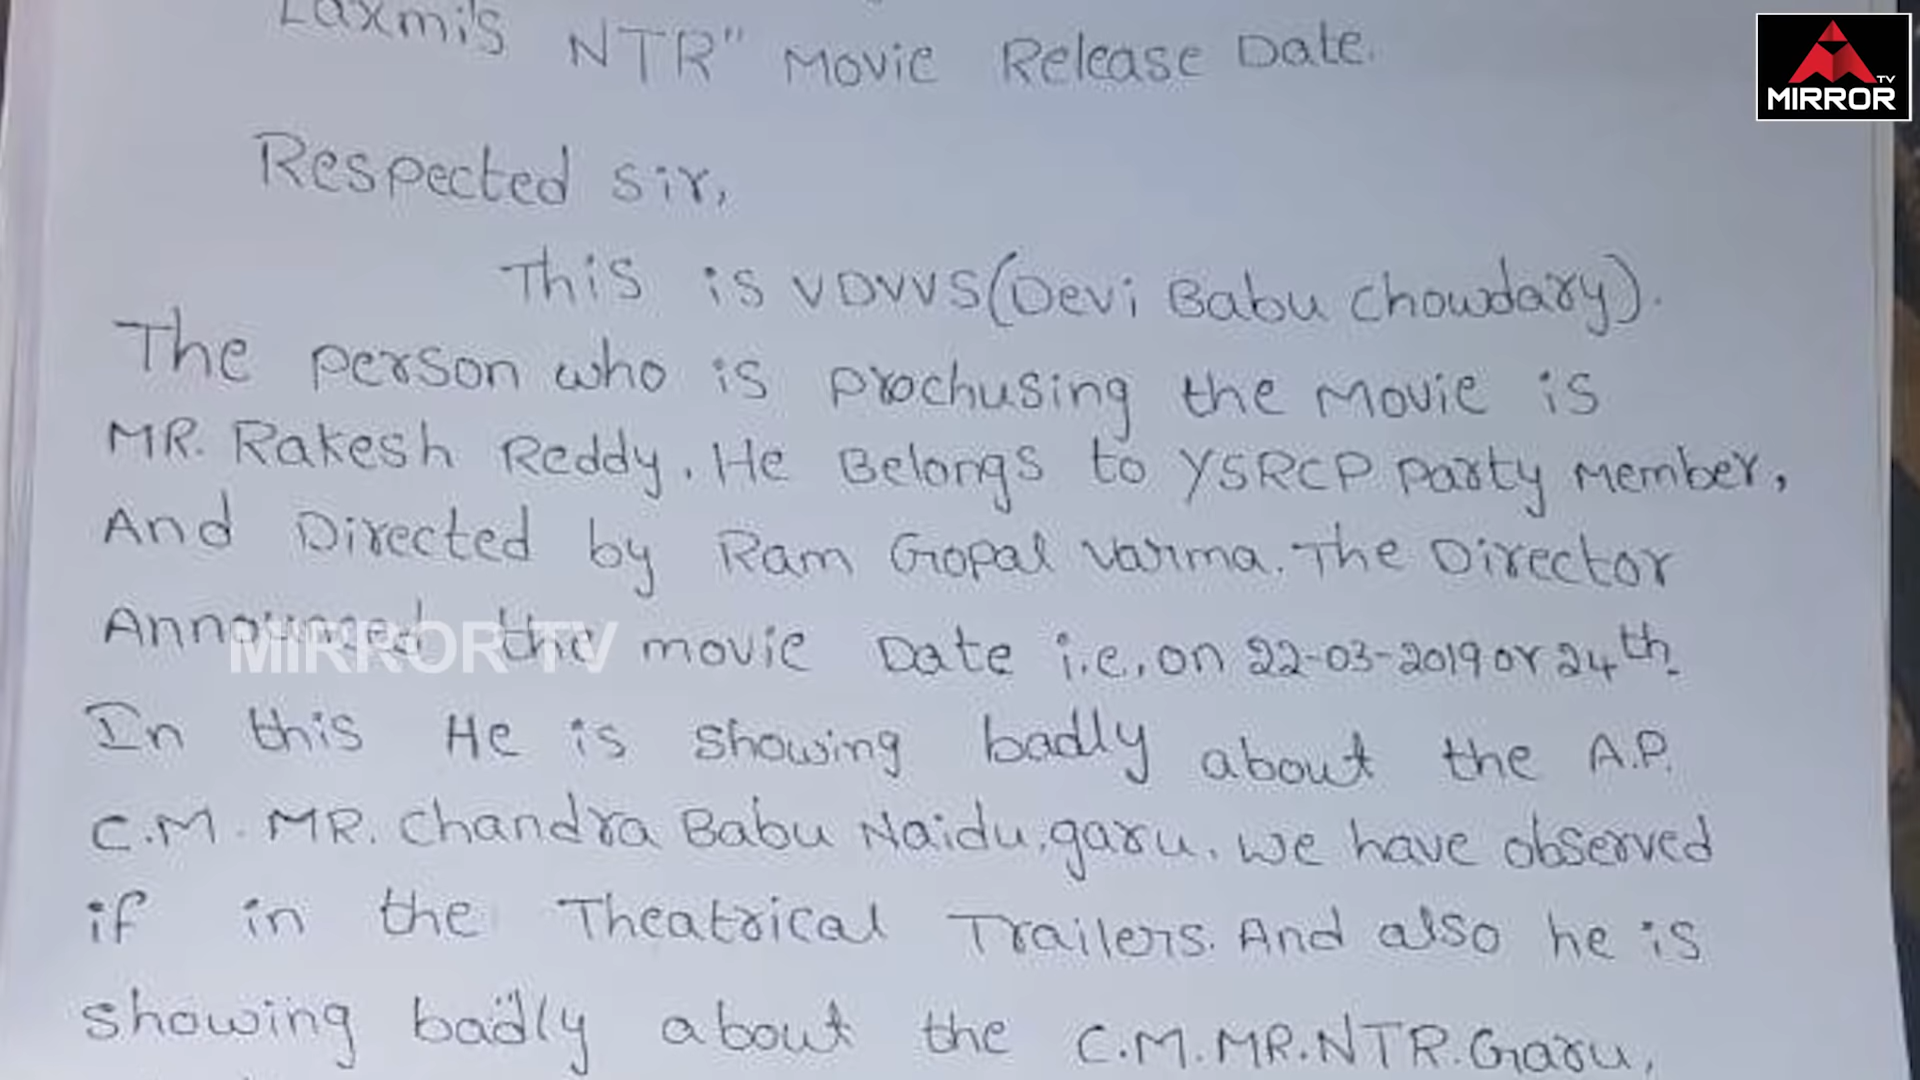 Laxmi's NTR" Movie Release Date.
TV
MIRROR
Respected sir,
This is VDVVS(Devi Babu Chowdary).
The person who is prochusing the Movie is
MR. Rakesh Reddy. He Belongs to YSRCP party Member,
And Directed by Ram Gopal Varma. The Director
Announced the movie Date i.e, on 22-03-2019 or 24th.
MIRROR TV
In this He is showing badly about the A.P.
C.M. MR. Chandra Babu Naidu.garu. we have observed
if in the Theatrical Trailers. And also he is
showing badly about the C.M.MR.NTR.Garu,